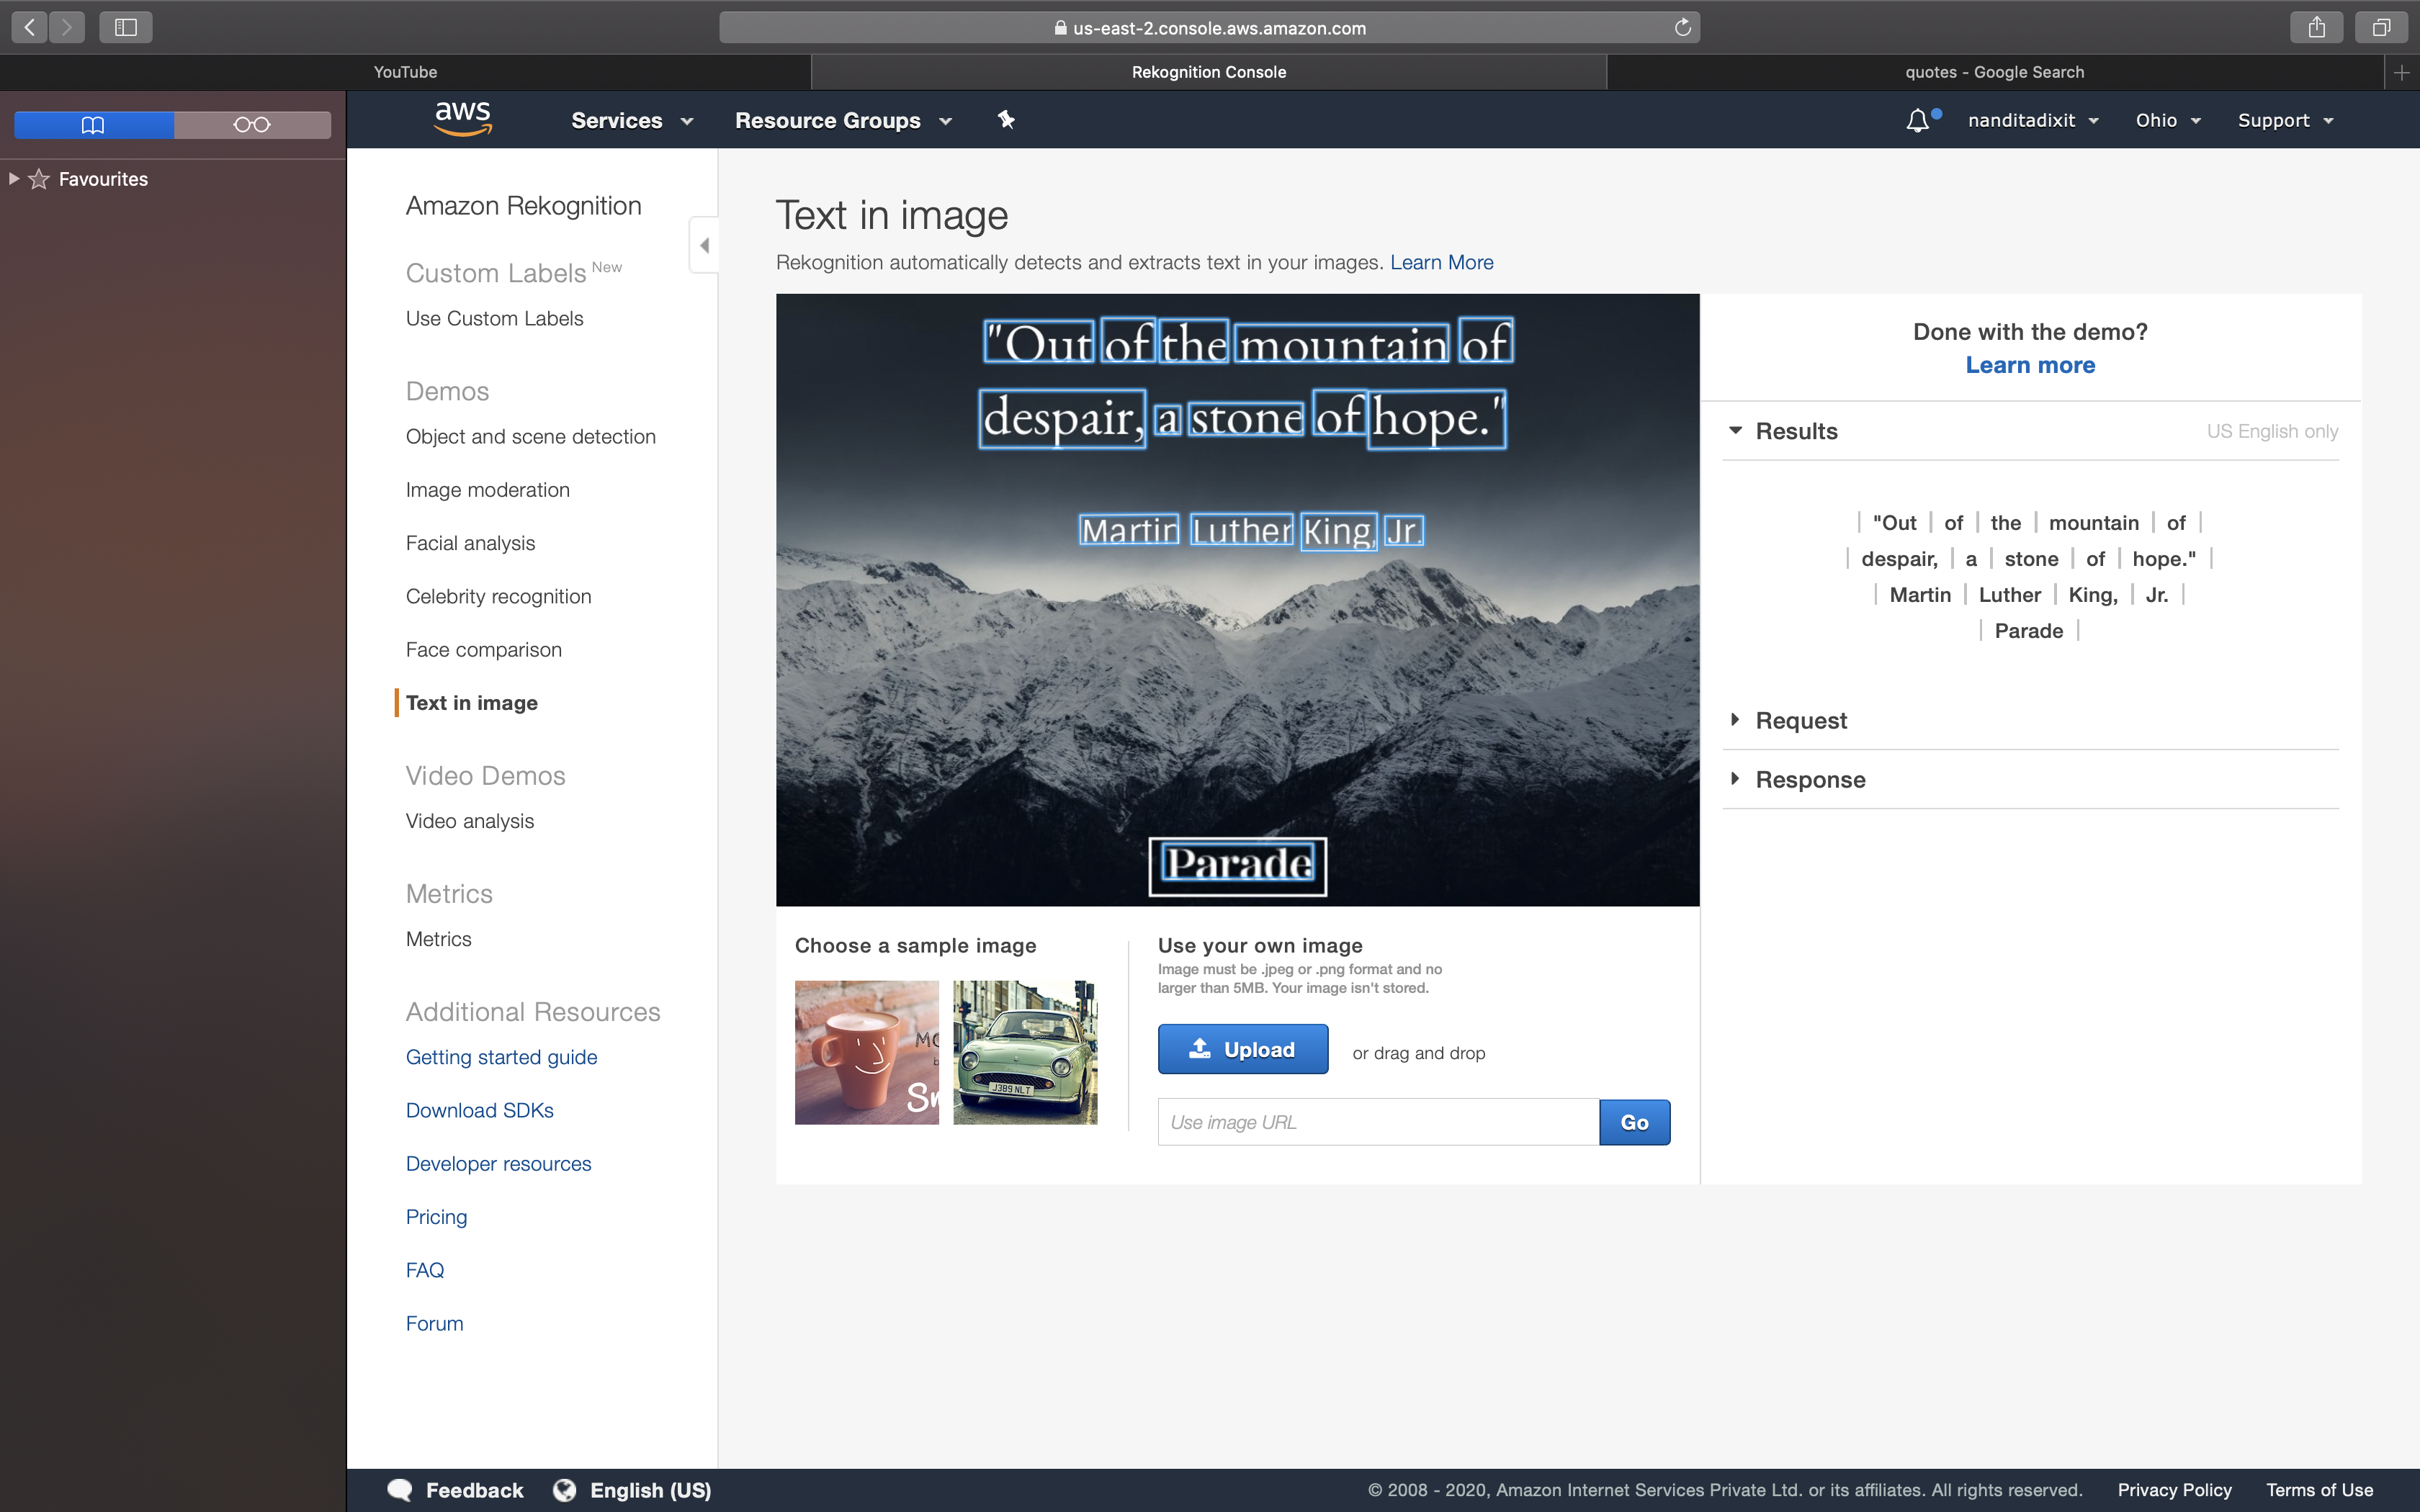 us-east-2.console.aws.amazon.com
YouTube
Rekognition Console
quotes - Google Search
Favourites
aws
Services
Resource Groups
nanditadixit
Ohio
Support
Amazon Rekognition
Custom Labels New
Use Custom Labels
Demos
Object and scene detection
Image moderation
Facial analysis
Celebrity recognition
Face comparison
Text in image
Video Demos
Video analysis
Metrics
Metrics
Additional Resources
Getting started guide
Download SDKs
Developer resources
Pricing
FAQ
Forum
Text in image
Rekognition automatically detects and extracts text in your images. Learn More
"Out of the mountain of
despair, a stone of hope."
Martin Luther King, Jr.
Parade
Choose a sample image
J389 NLT
Use your own image
Image must be .jpeg or .png format and no
larger than 5MB. Your image isn't stored.
Upload
or drag and drop
Use image URL
Go
Done with the demo?
Learn more
Results
US English only
| "Out | of | the | mountain | of |
| despair, | a | stone | of | hope." |
| Martin | Luther | King, | Jr. |
| Parade |
Request
Response
Feedback
English (US)
© 2008 - 2020, Amazon Internet Services Private Ltd. or its affiliates. All rights reserved.
Privacy Policy
Terms of Use